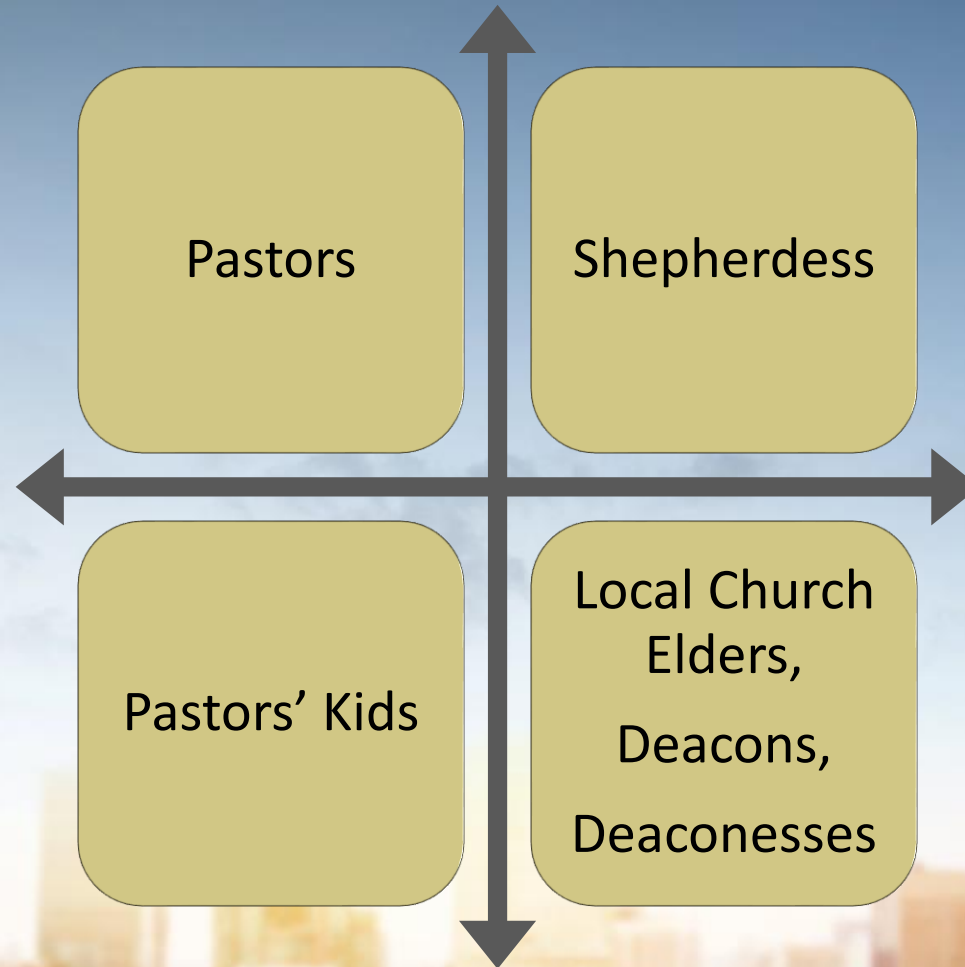 Pastors
Shepherdess
Pastors’ Kids
Local Church
Elders,
Deacons,
Deaconesses